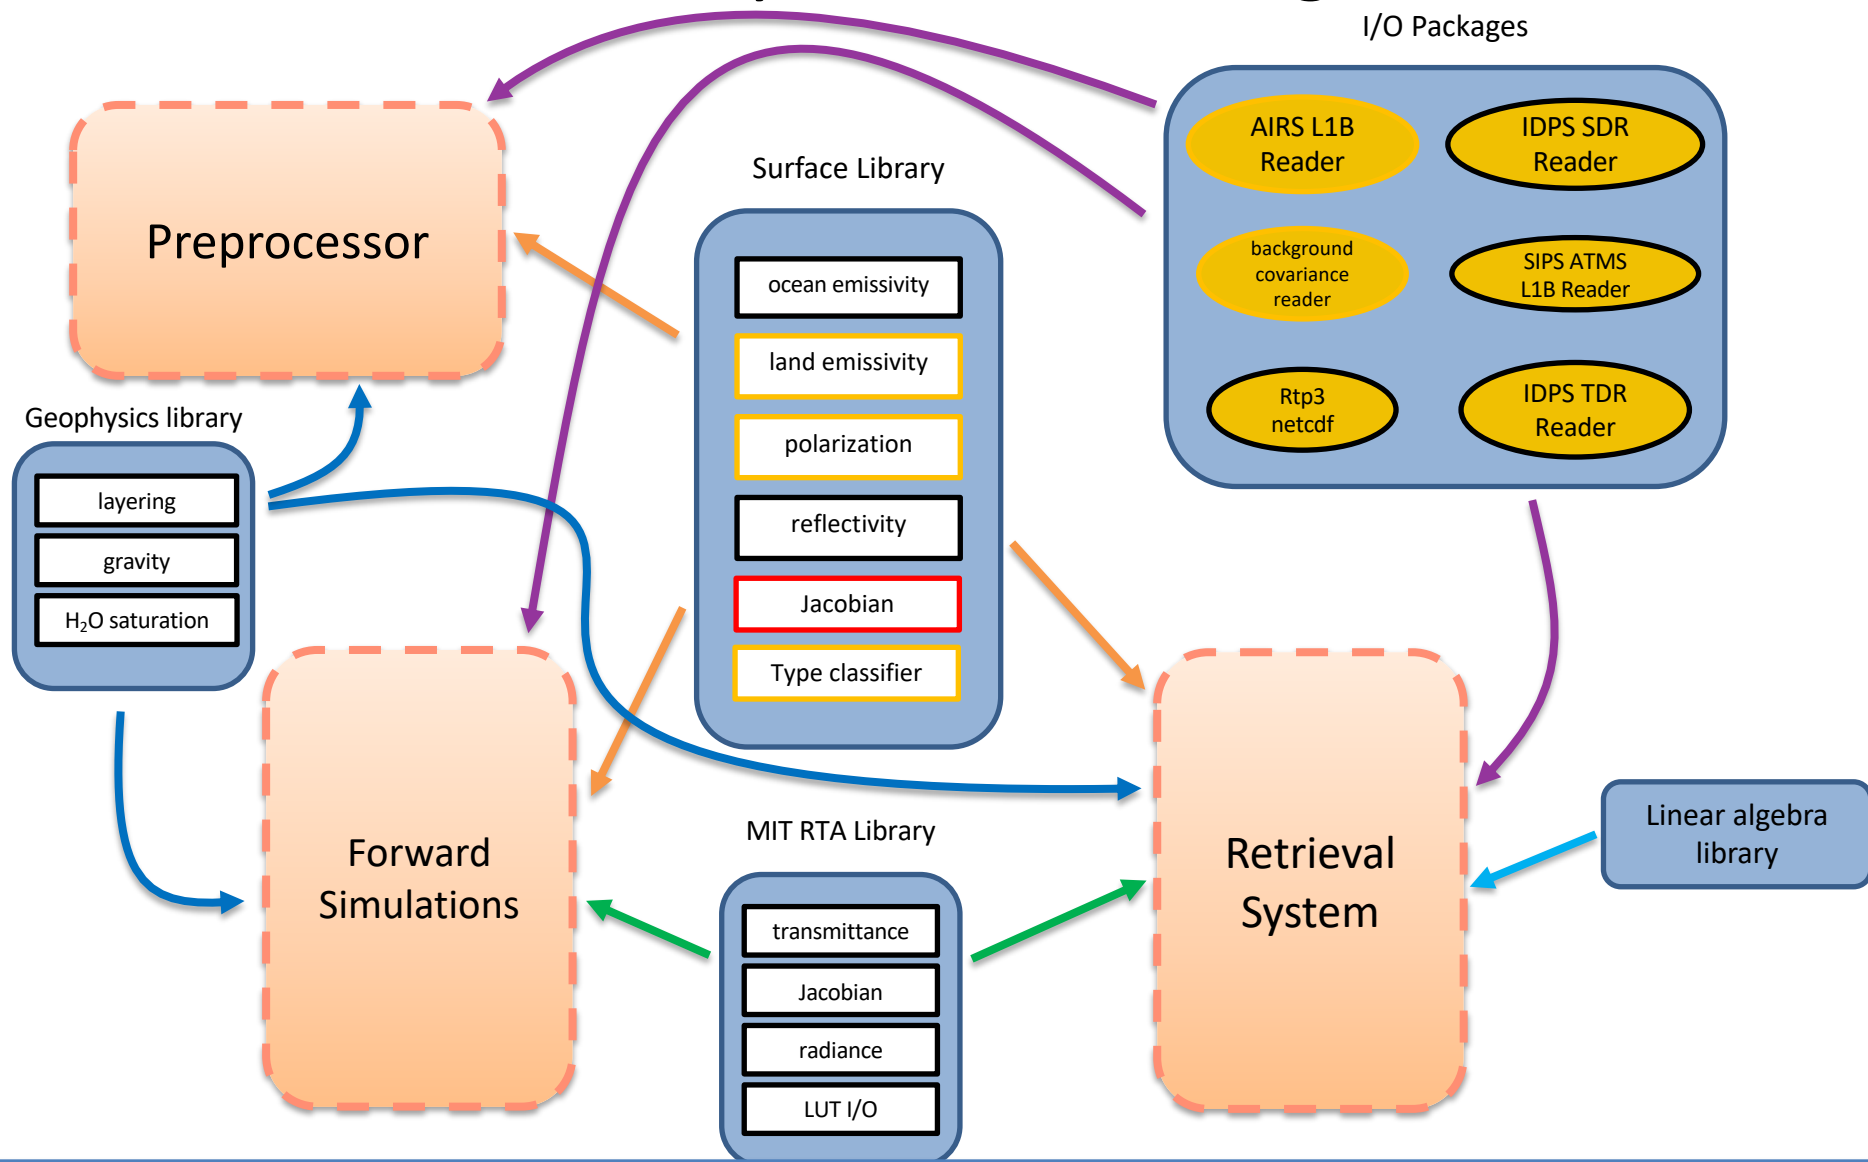 I/O Packages
AIRS L1B
Reader
IDPS SDR
Reader
background
covariance
reader
SIPS ATMS
L1B Reader
Rtp3
netcdf
IDPS TDR
Reader
Preprocessor
Surface Library
ocean emissivity
land emissivity
polarization
reflectivity
Jacobian
Type classifier
Geophysics library
layering
gravity
H₂O saturation
Forward
Simulations
MIT RTA Library
transmittance
Jacobian
radiance
LUT I/O
Retrieval
System
Linear algebra
library